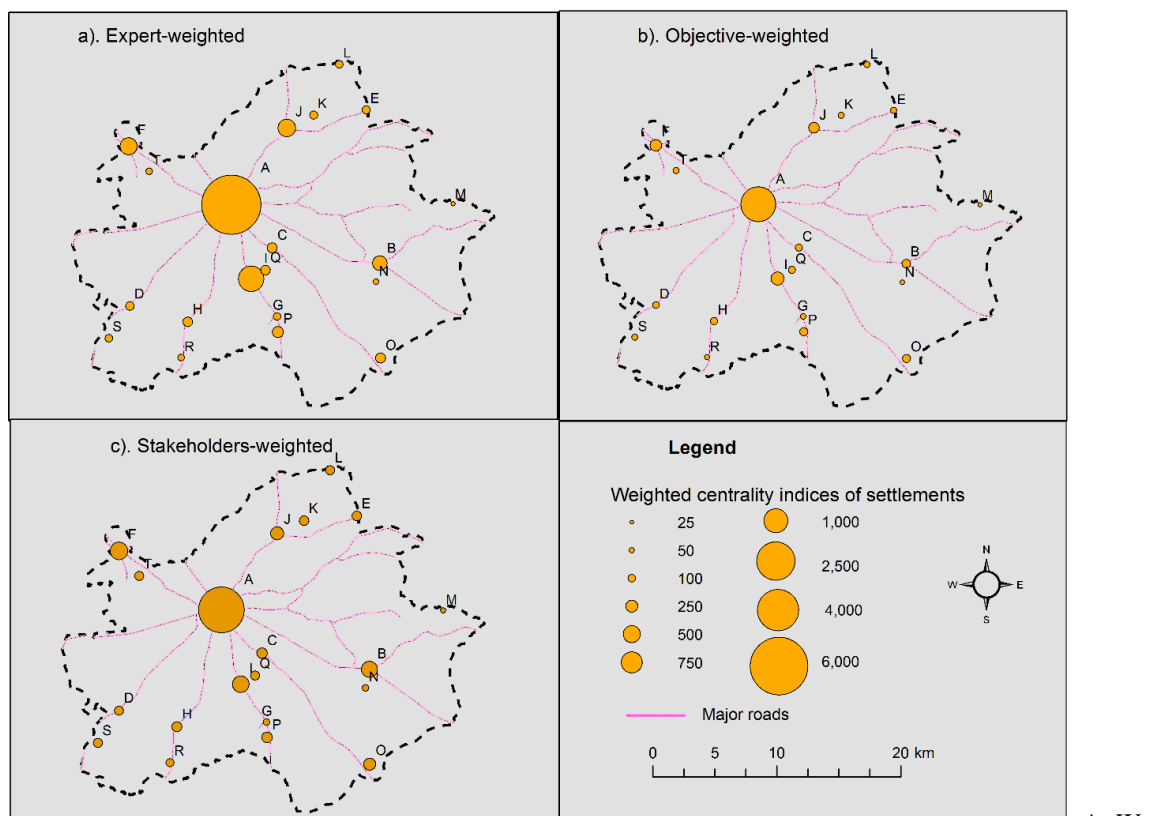 a). Expert-weighted
L
K
E
J
F
T
A
M
C
B
I
Q
N
D
H
G
P
S
R
O
b). Objective-weighted
L
K
E
J
F
T
A
M
C
B
I Q
N
D
H
G
P
S
R
O
c). Stakeholders-weighted
L
E
J K
F
T
A
M
C
B
Q
I
N
D
H
G
P
S
R
O
Legend
Weighted centrality indices of settlements
25 1,000
50 2,500
100
250 4,000
500
750 6,000
Major roads
0 5 10 20 km
N
W E
S